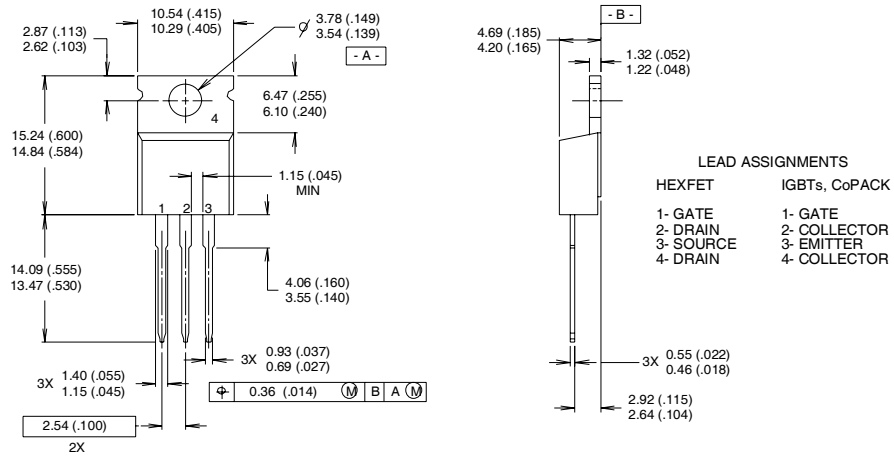 10.54 (.415)
10.29 (.405)
3.78 (.149)
3.54 (.139)
- A -
2.87 (.113)
2.62 (.103)
6.47 (.255)
6.10 (.240)
4
15.24 (.600)
14.84 (.584)
1.15 (.045)
MIN
1 2 3
14.09 (.555)
13.47 (.530)
4.06 (.160)
3.55 (.140)
3X 0.93 (.037)
0.69 (.027)
3X 1.40 (.055)
1.15 (.045)
⌖ 0.36 (.014) Ⓜ B A Ⓜ
2.54 (.100)
2X
- B -
4.69 (.185)
4.20 (.165)
1.32 (.052)
1.22 (.048)
3X 0.55 (.022)
0.46 (.018)
2.92 (.115)
2.64 (.104)
LEAD ASSIGNMENTS
HEXFET
1- GATE
2- DRAIN
3- SOURCE
4- DRAIN
IGBTs, CoPACK
1- GATE
2- COLLECTOR
3- EMITTER
4- COLLECTOR